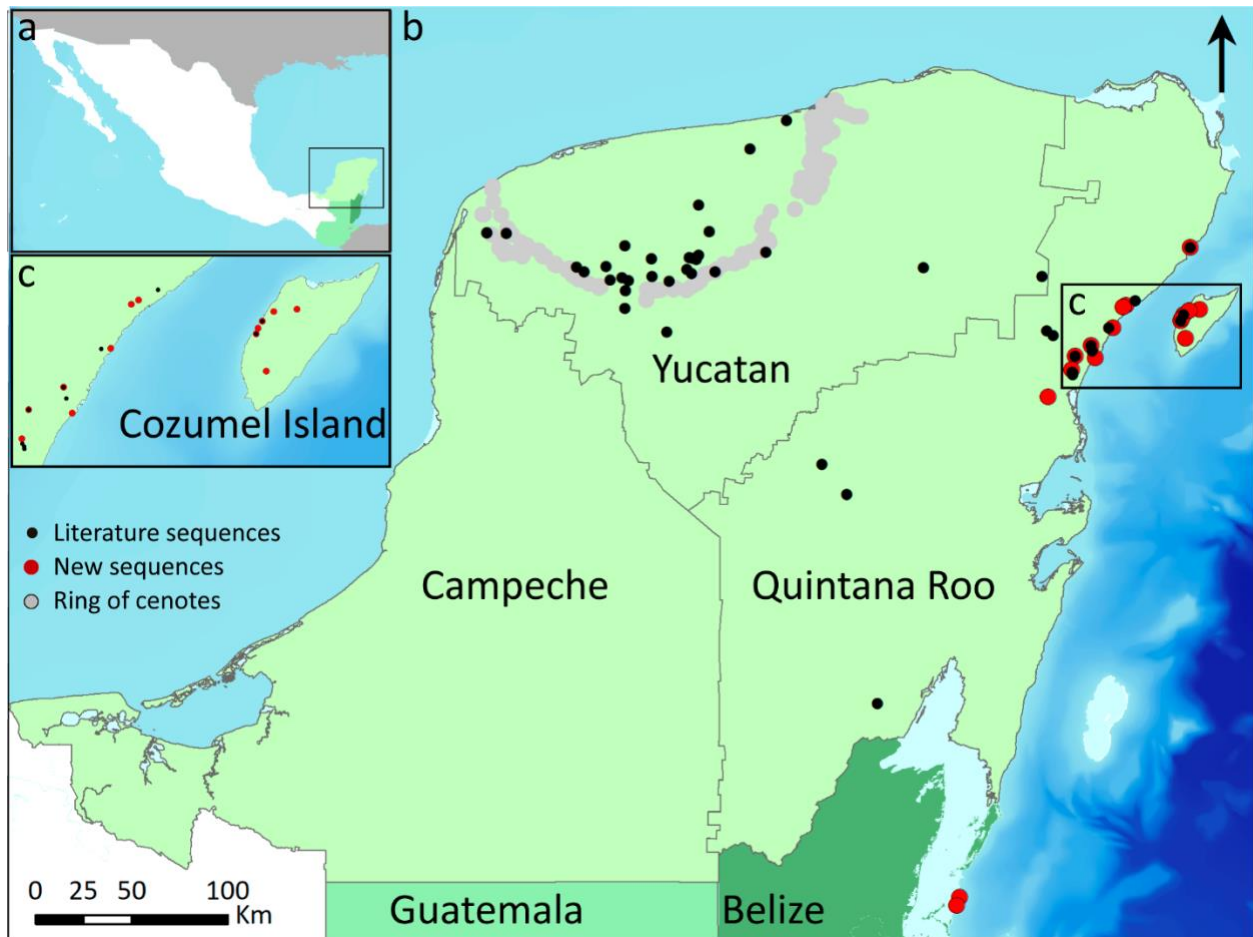 a
b
c
Cozumel Island
Yucatan
c
Literature sequences
New sequences
Ring of cenotes
Campeche
Quintana Roo
0 25 50 100
Km
Guatemala
Belize